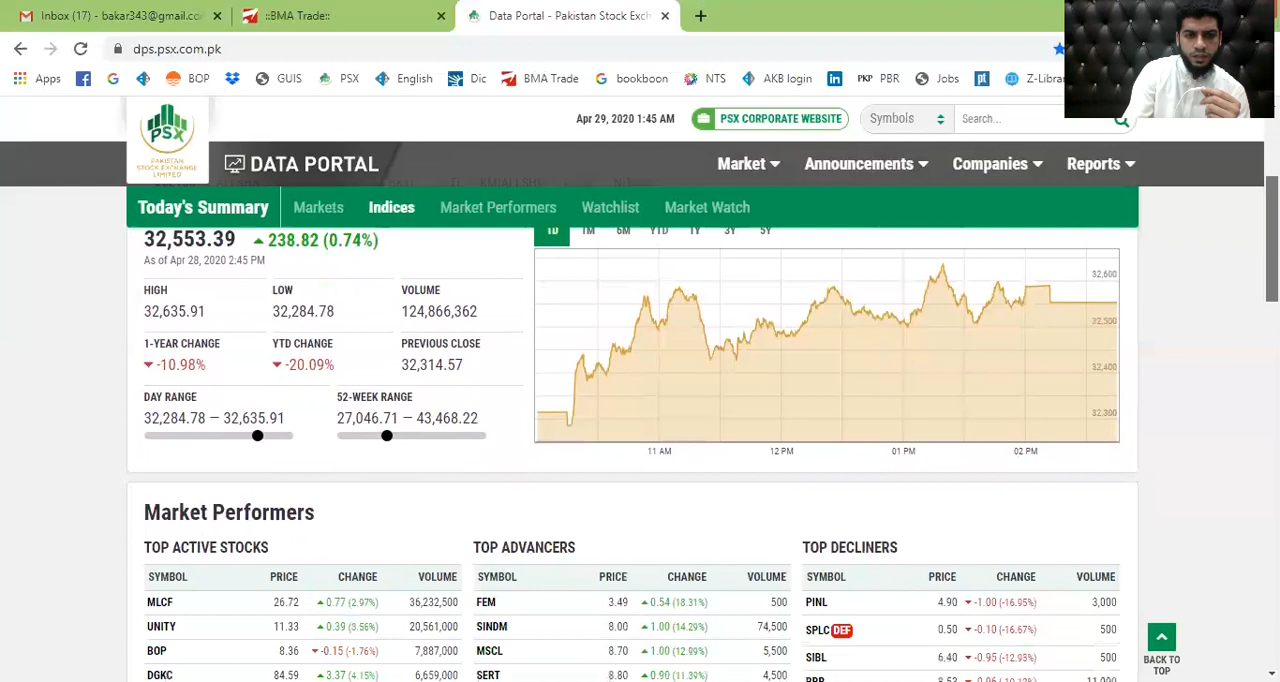 Inbox (17) - bakar343@gmail.co
::BMA Trade::
Data Portal - Pakistan Stock Exch
dps.psx.com.pk
Apps
G
BOP
GUIS
PSX
English
Dic
BMA Trade
bookboon
NTS
AKB login
PKP PBR
Jobs
pt
Z-Libra
PSX
PAKISTAN
STOCK EXCHANGE
LIMITED
DATA PORTAL
Apr 29, 2020 1:45 AM
PSX CORPORATE WEBSITE
Symbols
Search...
Market
Announcements
Companies
Reports
Today's Summary
Markets
Indices
Market Performers
Watchlist
Market Watch
32,553.39 238.82 (0.74%)
As of Apr 28, 2020 2:45 PM
HIGH LOW VOLUME
32,635.91 32,284.78 124,866,362
1-YEAR CHANGE YTD CHANGE PREVIOUS CLOSE
-10.98% -20.09% 32,314.57
DAY RANGE 52-WEEK RANGE
32,284.78 — 32,635.91 27,046.71 — 43,468.22
1D 1M 6M YTD 1Y 3Y 5Y
32,600
32,500
32,400
32,300
11 AM 12 PM 01 PM 02 PM
Market Performers
TOP ACTIVE STOCKS
SYMBOL PRICE CHANGE VOLUME
MLCF 26.72 0.77 (2.97%) 36,232,500
UNITY 11.33 0.39 (3.56%) 20,561,000
BOP 8.36 -0.15 (-1.76%) 7,887,000
DGKC 84.59 3.37 (4.15%) 6,659,000
TOP ADVANCERS
SYMBOL PRICE CHANGE VOLUME
FEM 3.49 0.54 (18.31%) 500
SINDM 8.00 1.00 (14.29%) 74,500
MSCL 8.70 1.00 (12.99%) 5,500
SERT 8.80 0.90 (11.39%) 4,500
TOP DECLINERS
SYMBOL PRICE CHANGE VOLUME
PINL 4.90 -1.00 (-16.95%) 3,000
SPLC DEF 0.50 -0.10 (-16.67%) 500
SIBL 6.40 -0.95 (-12.93%) 500
BACK TO
TOP